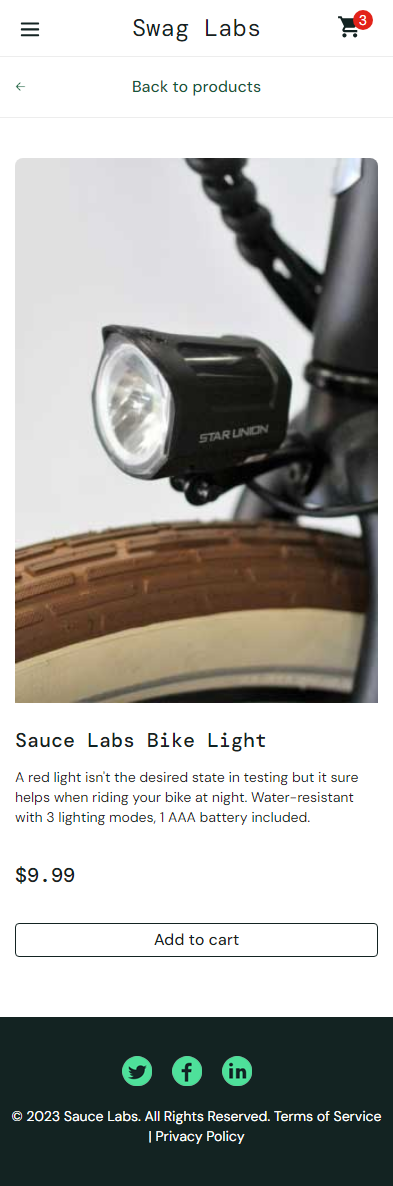 Swag Labs
3
Back to products
STAR UNION
Sauce Labs Bike Light
A red light isn't the desired state in testing but it sure
helps when riding your bike at night. Water-resistant
with 3 lighting modes, 1 AAA battery included.
$9.99
Add to cart
© 2023 Sauce Labs. All Rights Reserved. Terms of Service
| Privacy Policy